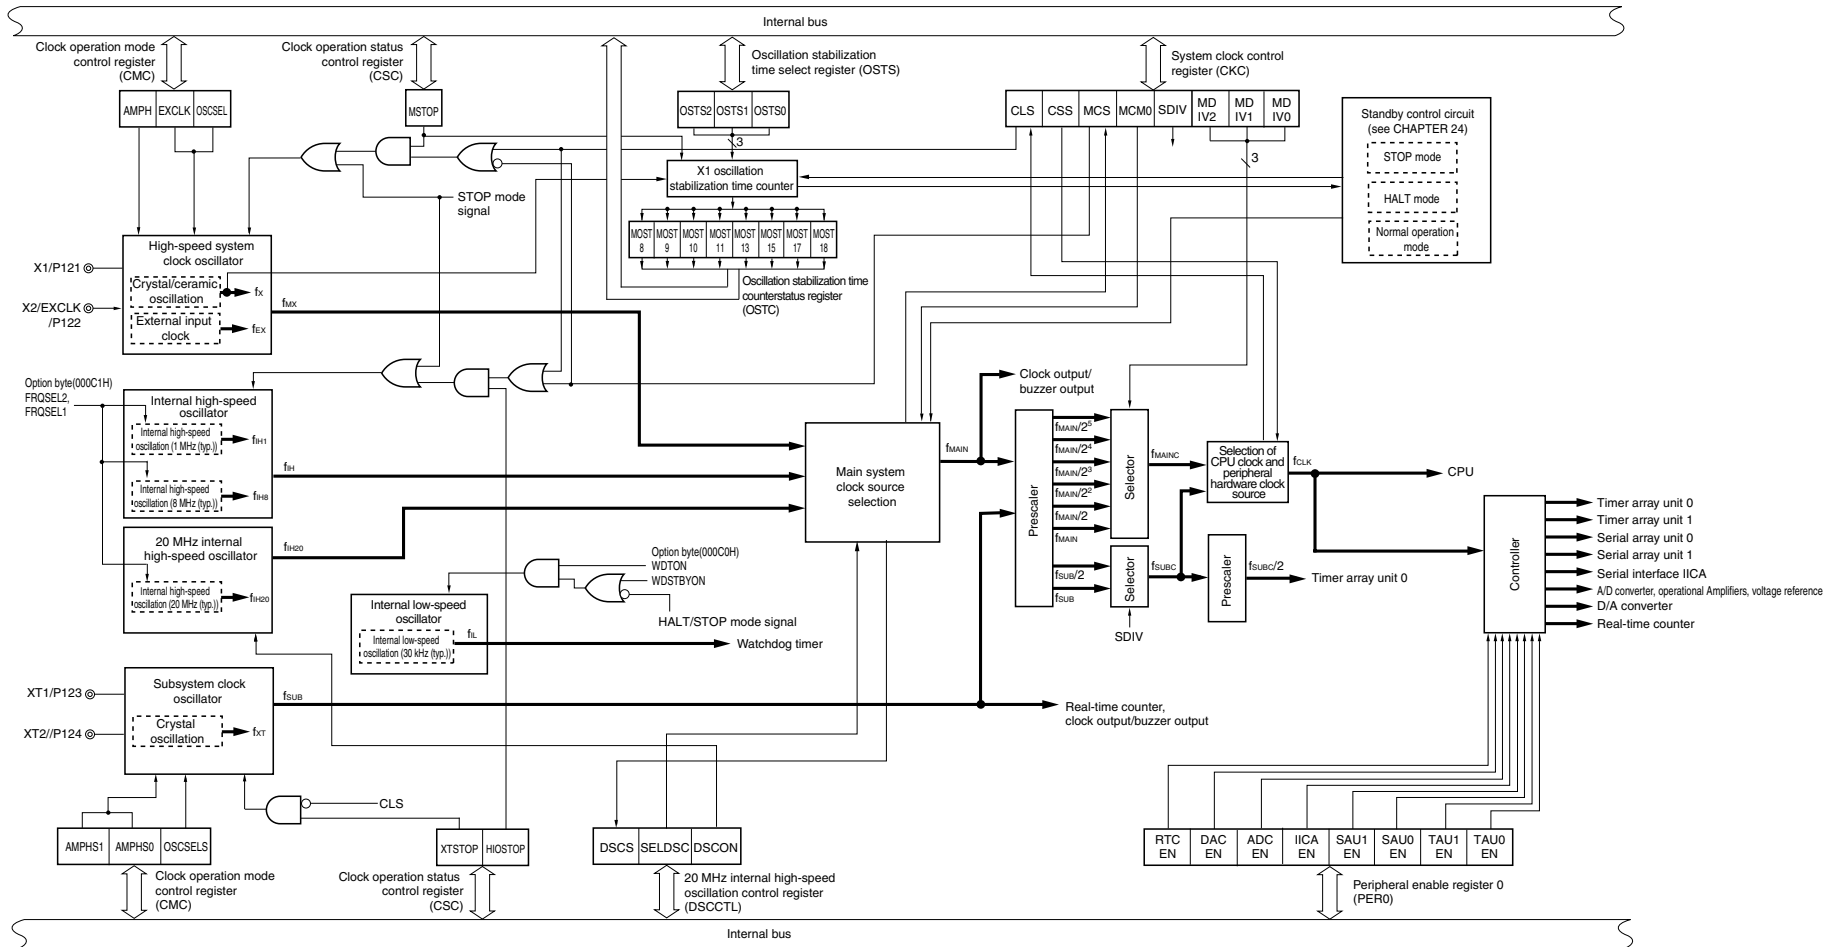 Internal bus
Clock operation mode
control register
(CMC)
Clock operation status
control register
(CSC)
Oscillation stabilization
time select register (OSTS)
System clock control
register (CKC)
AMPH EXCLK OSCSEL
MSTOP
OSTS2 OSTS1 OSTS0
CLS CSS MCS MCM0 SDIV MD IV2 MD IV1 MD IV0
3
3
Standby control circuit
(see CHAPTER 24)
STOP mode
HALT mode
Normal operation
mode
X1 oscillation
stabilization time counter
STOP mode
signal
MOST 8 MOST 9 MOST 10 MOST 11 MOST 13 MOST 15 MOST 17 MOST 18
Oscillation stabilization time
counterstatus register
(OSTC)
High-speed system
clock oscillator
X1/P121
Crystal/ceramic
oscillation
fX
X2/EXCLK
/P122
External input
clock
fEX
fMX
Option byte(000C1H)
FRQSEL2,
FRQSEL1
Internal high-speed
oscillator
Internal high-speed
oscillation (1 MHz (typ.))
fIH1
Internal high-speed
oscillation (8 MHz (typ.))
fIH8
fIH
20 MHz internal
high-speed oscillator
Internal high-speed
oscillation (20 MHz (typ.))
fIH20
fIH20
Main system
clock source
selection
fMAIN
Clock output/
buzzer output
Prescaler
fMAIN/2⁵
fMAIN/2⁴
fMAIN/2³
fMAIN/2²
fMAIN/2
fMAIN
fSUB/2
fSUB
Selector
fMAINC
Selection of
CPU clock and
peripheral
hardware clock
source
fCLK
CPU
Selector
SDIV
fSUBC
Prescaler
fSUBC/2
Timer array unit 0
Controller
Timer array unit 0
Timer array unit 1
Serial array unit 0
Serial array unit 1
Serial interface IICA
A/D converter, operational Amplifiers, voltage reference
D/A converter
Real-time counter
Option byte(000C0H)
WDTON
WDSTBYON
HALT/STOP mode signal
Internal low-speed
oscillator
Internal low-speed
oscillation (30 kHz (typ.))
fIL
Watchdog timer
Subsystem clock
oscillator
XT1/P123
XT2//P124
Crystal
oscillation
fXT
fSUB
Real-time counter,
clock output/buzzer output
CLS
AMPHS1 AMPHS0 OSCSELS
XTSTOP HIOSTOP
DSCS SELDSC DSCON
RTC EN DAC EN ADC EN IICA EN SAU1 EN SAU0 EN TAU1 EN TAU0 EN
Clock operation mode
control register
(CMC)
Clock operation status
control register
(CSC)
20 MHz internal high-speed
oscillation control register
(DSCCTL)
Peripheral enable register 0
(PER0)
Internal bus